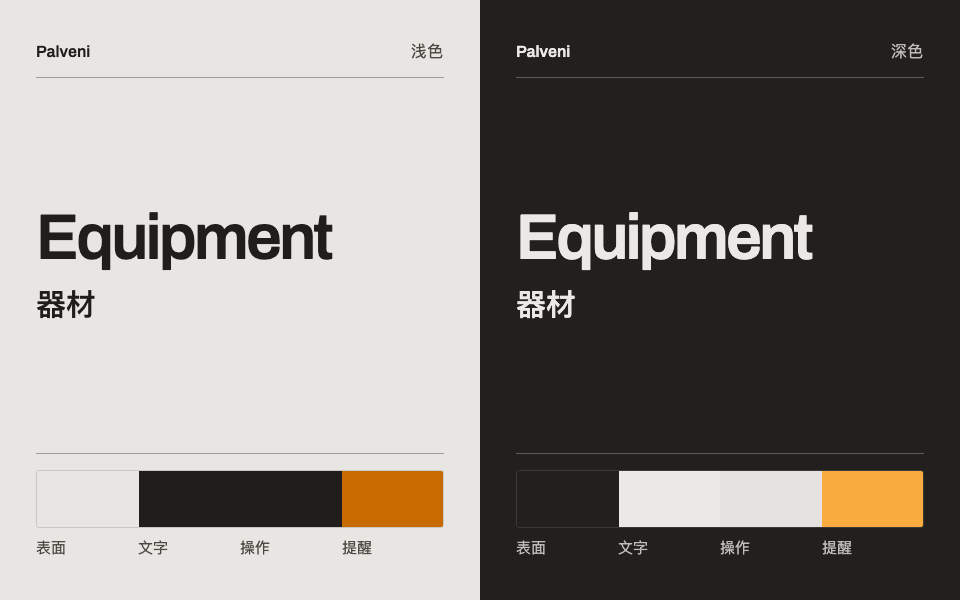 Palveni 浅色
Equipment
器材
表面 文字 操作 提醒
Palveni 深色
Equipment
器材
表面 文字 操作 提醒